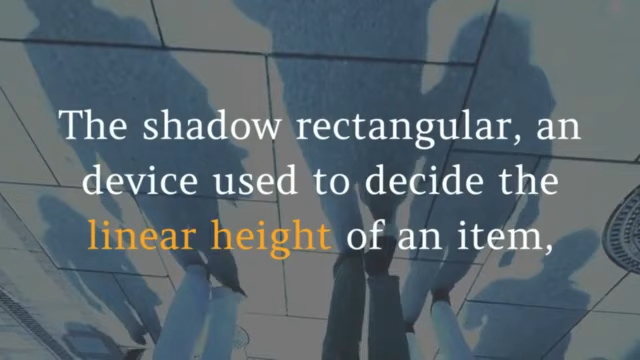 The shadow rectangular, an
device used to decide the
linear height of an item,